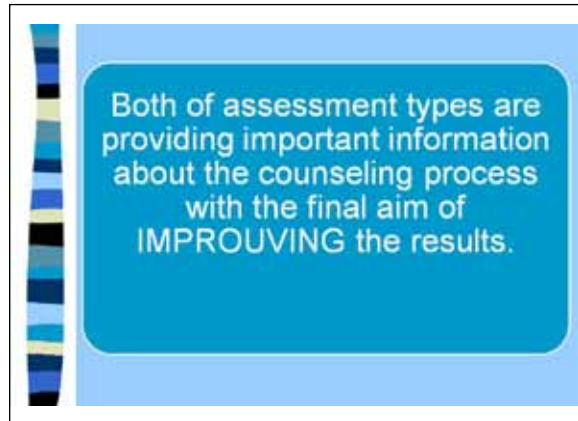 Both of assessment types are
providing important information
about the counseling process
with the final aim of
IMPROUVING the results.